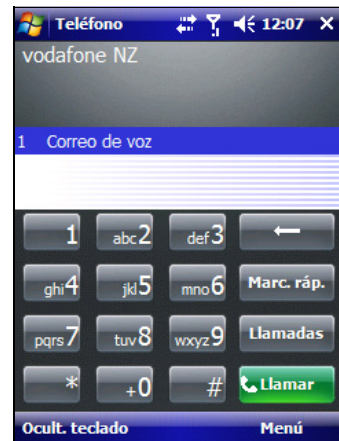 Teléfono 12:07
vodafone NZ
1 Correo de voz
1 abc2 def3
ghi4 jkl5 mno6 Marc. ráp.
pqrs7 tuv8 wxyz9 Llamadas
* +0 # Llamar
Ocult. teclado Menú